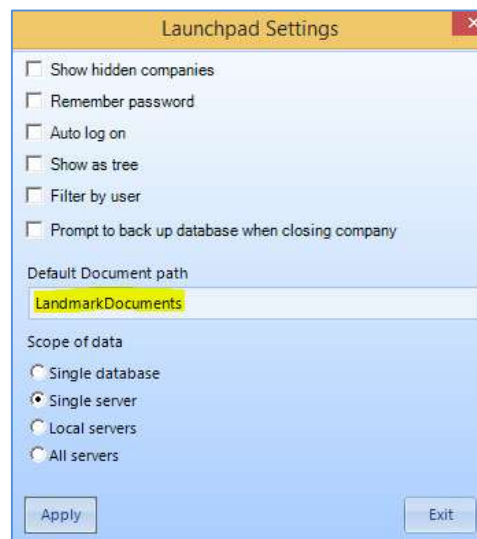 Launchpad Settings
Show hidden companies
Remember password
Auto log on
Show as tree
Filter by user
Prompt to back up database when closing company
Default Document path
LandmarkDocuments
Scope of data
Single database
Single server
Local servers
All servers
Apply Exit